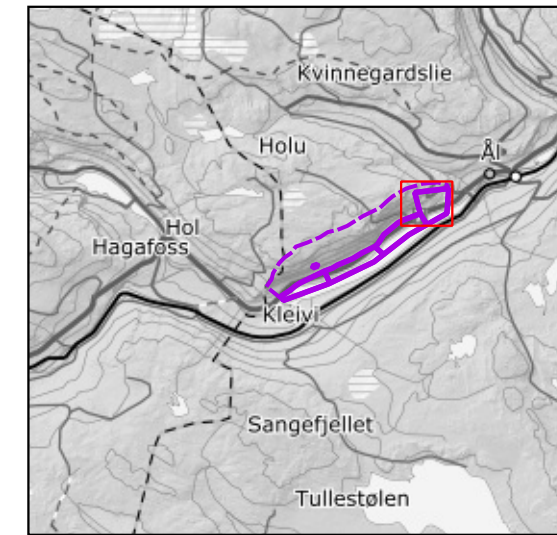 Kvinnegardslie
Holu
Ål
Hol
Hagafoss
Kleivi
Sangefjellet
Tullestølen